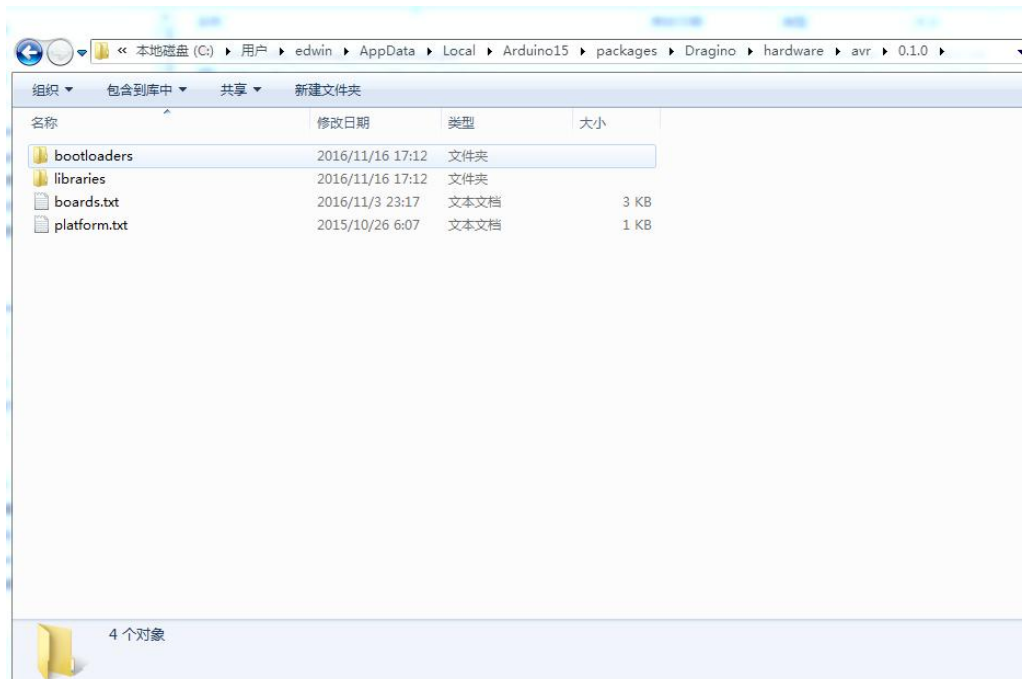 « 本地磁盘 (C:) ▸ 用户 ▸ edwin ▸ AppData ▸ Local ▸ Arduino15 ▸ packages ▸ Dragino ▸ hardware ▸ avr ▸ 0.1.0 ▸
组织 包含到库中 共享 新建文件夹
名称 修改日期 类型 大小
bootloaders 2016/11/16 17:12 文件夹
libraries 2016/11/16 17:12 文件夹
boards.txt 2016/11/3 23:17 文本文档 3 KB
platform.txt 2015/10/26 6:07 文本文档 1 KB
4 个对象